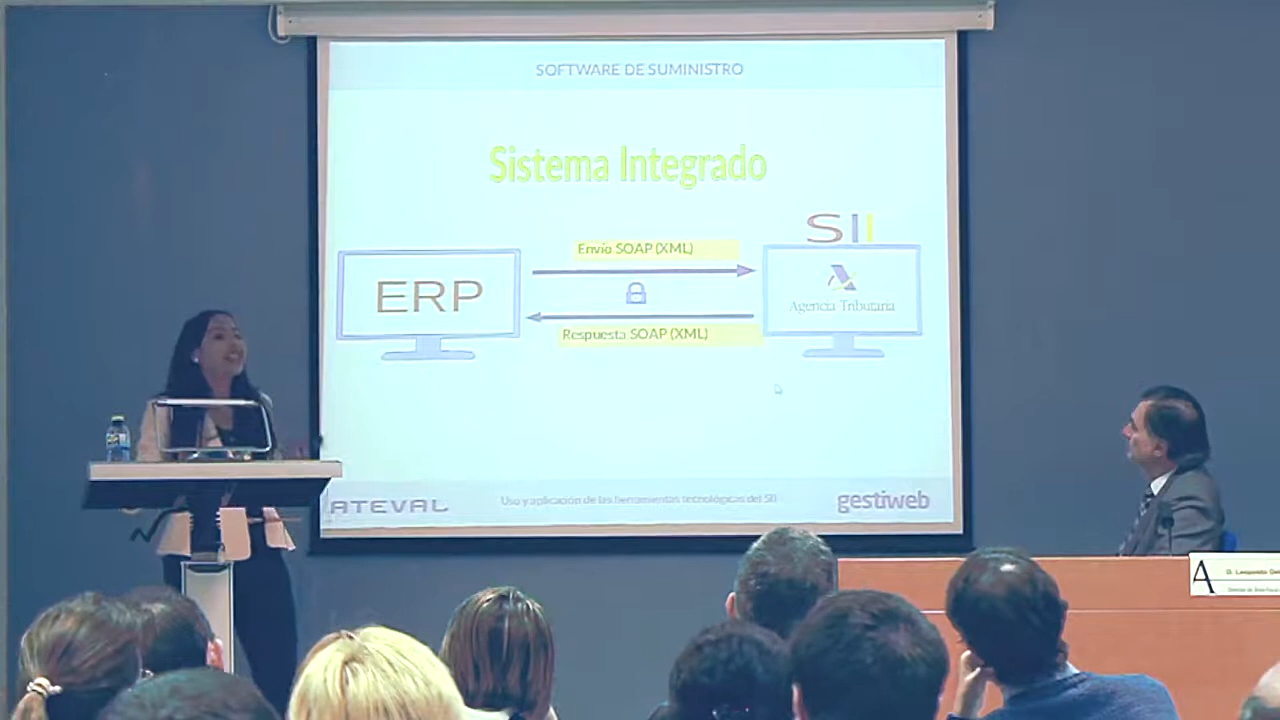 SOFTWARE DE SUMINISTRO
Sistema Integrado
SII
Envío SOAP (XML)
ERP
Agencia Tributaria
Respuesta SOAP (XML)
ATEVAL
Uso y aplicación de las herramientas tecnológicas del SII
gestiweb
A
D. Leopoldo